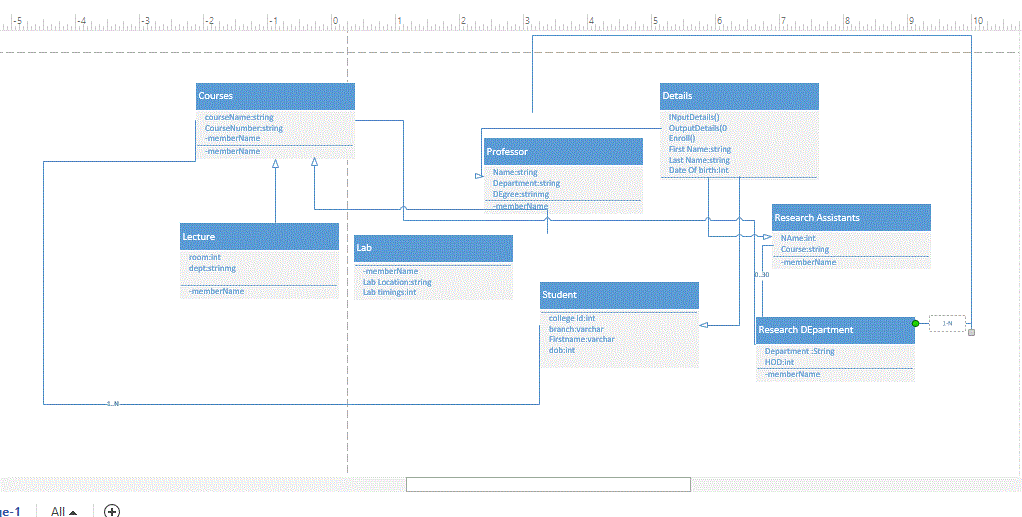 -5 -4 -3 -2 -1 0 1 2 3 4 5 6 7 8 9 10
Courses
courseName:string
CourseNumber:string
-memberName
-memberName
Details
INputDetails()
OutputDetails(0
Enroll()
First Name:string
Last Name:string
Date Of birth:int
Professor
Name:string
Department:string
DEgree:strinmg
-memberName
Research Assistants
NAme:int
Course:string
-memberName
Lecture
room:int
dept:strinmg
-memberName
Lab
-memberName
Lab Location:string
Lab timings:int
0..30
Student
college id:int
branch:varchar
Firstname:varchar
dob:int
Research DEpartment
Department :String
HOD:int
-memberName
1-N
1..N
ge-1 All